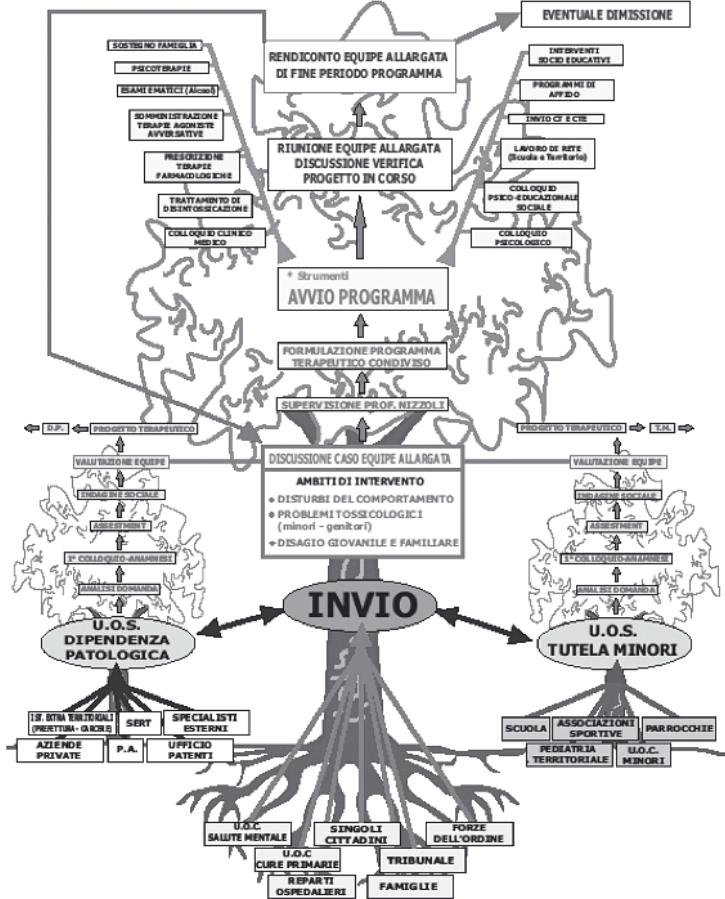 EVENTUALE DIMISSIONE
RENDICONTO EQUIPE ALLARGATA
DI FINE PERIODO PROGRAMMA
SOSTEGNO FAMIGLIA
PSICOTERAPIE
ESAMI EMATICI (Alcool)
SOMMINISTRAZIONE
TERAPIE AGONISTE
AVVERSATIVE
PRESCRIZIONE
TERAPIE
FARMACOLOGICHE
TRATTAMENTO DI
DISINTOSSICAZIONE
COLLOQUIO CLINICO
MEDICO
INTERVENTI
SOCIO EDUCATIVI
PROGRAMMI DI
AFFIDO
INVIO CT E CTE
LAVORO DI RETE
(Scuola e Territorio)
COLLOQUIO
PSICO-EDUCAZIONALE
SOCIALE
COLLOQUIO
PSICOLOGICO
RIUNIONE EQUIPE ALLARGATA
DISCUSSIONE VERIFICA
PROGETTO IN CORSO
* Strumenti
AVVIO PROGRAMMA
FORMULAZIONE PROGRAMMA
TERAPEUTICO CONDIVISO
SUPERVISIONE PROF. NIZZOLI
D.P.
PROGETTO TERAPEUTICO
VALUTAZIONE EQUIPE
INDAGINE SOCIALE
ASSESTMENT
1° COLLOQUIO-ANAMNESI
ANALISI DOMANDA
U.O.S.
DIPENDENZA
PATOLOGICA
DISCUSSIONE CASO EQUIPE ALLARGATA
AMBITI DI INTERVENTO
DISTURBI DEL COMPORTAMENTO
PROBLEMI TOSSICOLOGICI
(minori - genitori)
DISAGIO GIOVANILE E FAMILIARE
INVIO
PROGETTO TERAPEUTICO
T.M.
VALUTAZIONE EQUIPE
INDAGINE SOCIALE
ASSESTMENT
1° COLLOQUIO-ANAMNESI
ANALISI DOMANDA
U.O.S.
TUTELA MINORI
IST. EXTRA TERRITORIALI
(PREFETTURA - CARCERE)
SERT
SPECIALISTI
ESTERNI
AZIENDE
PRIVATE
P.A.
UFFICIO
PATENTI
SCUOLA
ASSOCIAZIONI
SPORTIVE
PARROCCHIE
PEDIATRIA
TERRITORIALE
U.O.C.
MINORI
U.O.C.
SALUTE MENTALE
SINGOLI
CITTADINI
FORZE
DELL'ORDINE
U.O.C
CURE PRIMARIE
TRIBUNALE
REPARTI
OSPEDALIERI
FAMIGLIE